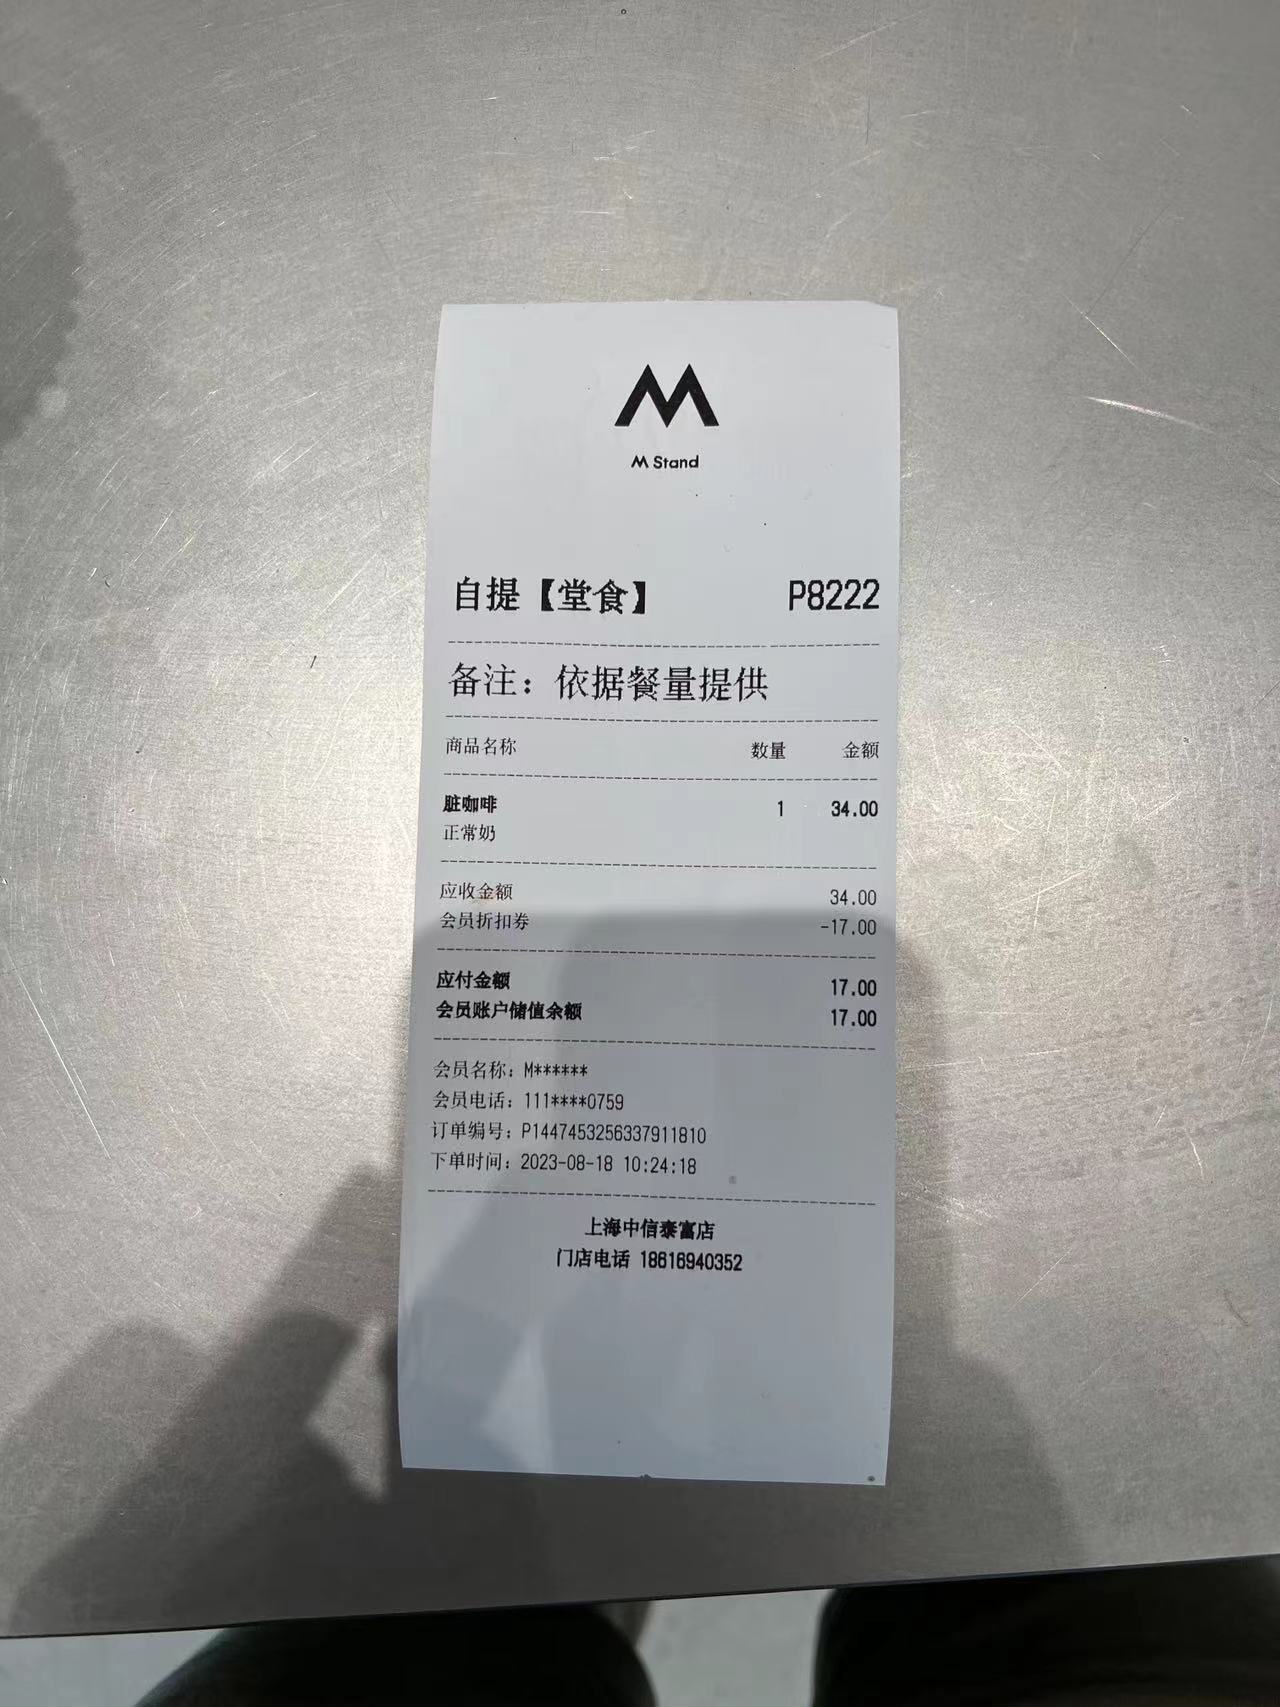 M Stand
自提【堂食】 P8222
备注：依据餐量提供
商品名称 数量 金额
脏咖啡 1 34.00
正常奶
应收金额 34.00
会员折扣券 -17.00
应付金额 17.00
会员账户储值余额 17.00
会员名称：M******
会员电话：111****0759
订单编号：P1447453256337911810
下单时间：2023-08-18 10:24:18
上海中信泰富店
门店电话 18616940352